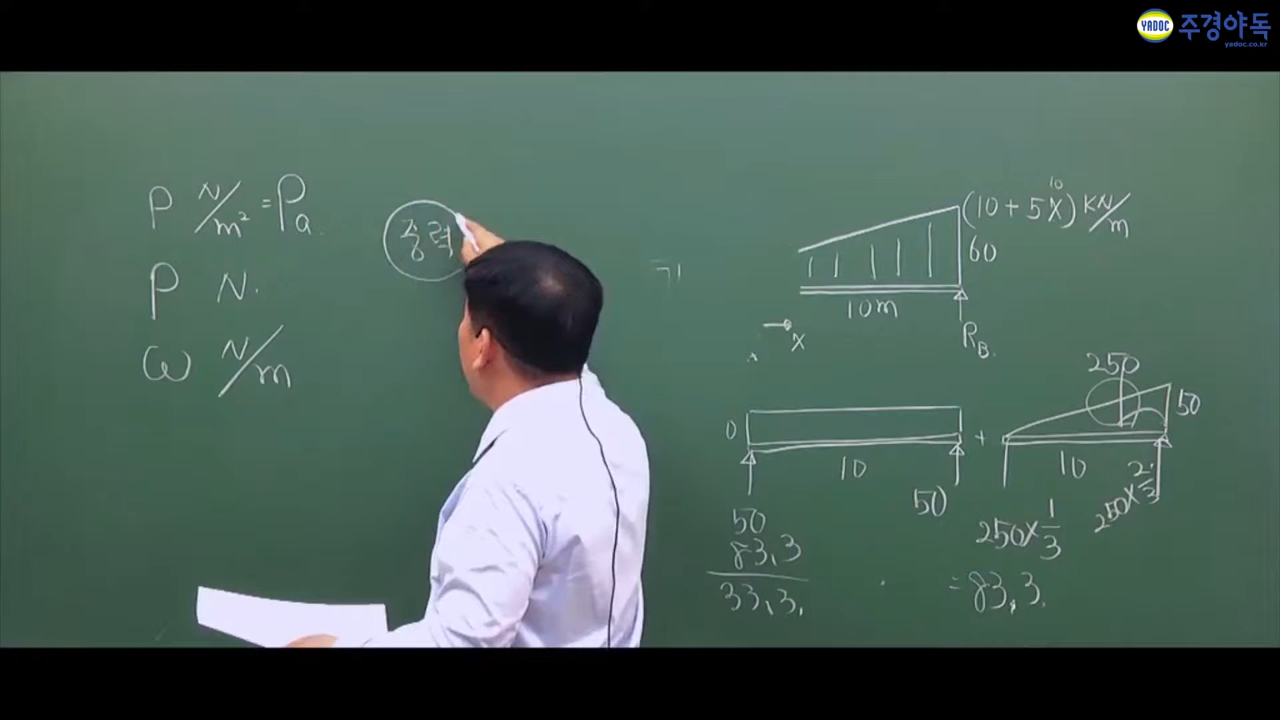 YADOC 주경야독
yadoc.co.kr
P N/m² = Pa.
P N.
ω N/m
중력
(10+5X) KN/m
10
60
10m
→ x
R_B.
0
10
50
50
83.3
33.3.
+
250
50
10
250×1/3
250×2/3
=83.3.